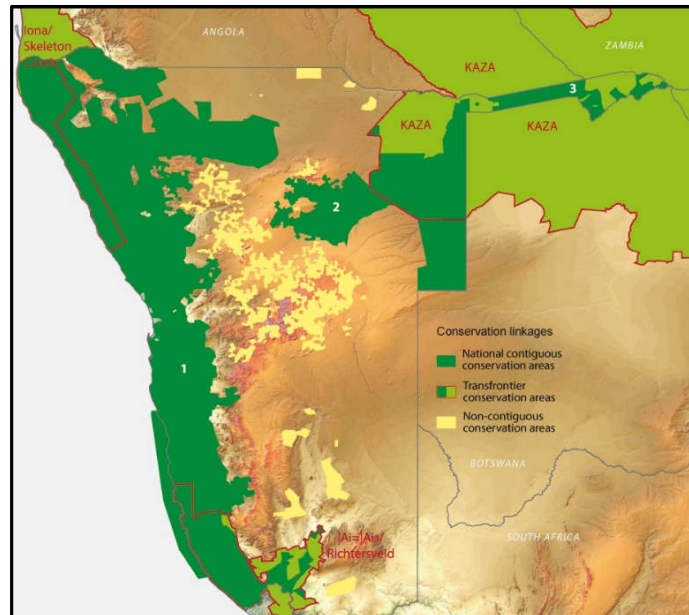 Iona/
Skeleton
Coast
ANGOLA
ZAMBIA
KAZA
KAZA
KAZA
3
2
1
Conservation linkages
National contiguous
conservation areas
Transfrontier
conservation areas
Non-contiguous
conservation areas
BOTSWANA
SOUTH AFRICA
|Ai=|Ais/
Richtersveld